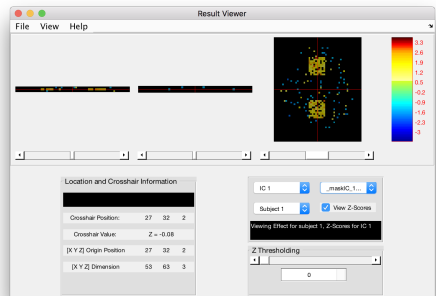 Result Viewer
File View Help
3.3
2.6
1.9
1.2
0.5
-0.2
-0.9
-1.6
-2.3
-3
Location and Crosshair Information
Crosshair Position: 27 32 2
Crosshair Value: Z = -0.08
[X Y Z] Origin Position 27 32 2
[X Y Z] Dimension 53 63 3
IC 1 _maskIC_1...
Subject 1 View Z-Scores
Viewing Effect for subject 1, Z-Scores for IC 1
Z Thresholding
0